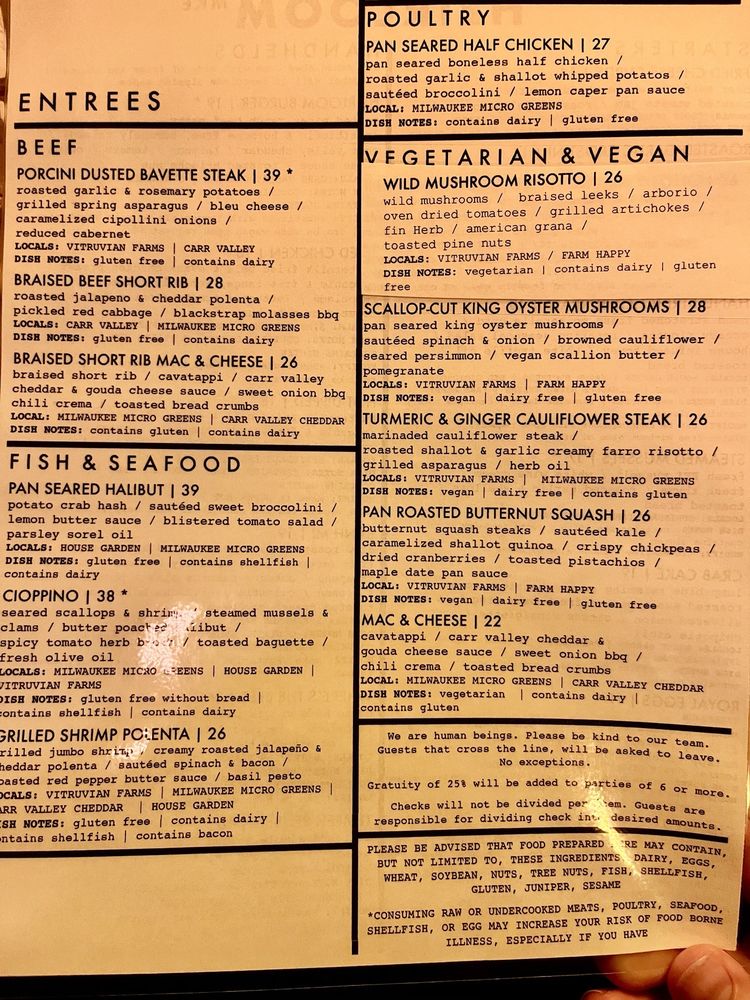 ENTREES
BEEF
PORCINI DUSTED BAVETTE STEAK | 39 *
roasted garlic & rosemary potatoes /
grilled spring asparagus / bleu cheese /
caramelized cipollini onions /
reduced cabernet
LOCALS: VITRUVIAN FARMS | CARR VALLEY
DISH NOTES: gluten free | contains dairy
BRAISED BEEF SHORT RIB | 28
roasted jalapeno & cheddar polenta /
pickled red cabbage / blackstrap molasses bbq
LOCALS: CARR VALLEY | MILWAUKEE MICRO GREENS
DISH NOTES: gluten free | contains dairy
BRAISED SHORT RIB MAC & CHEESE | 26
braised short rib / cavatappi / carr valley
cheddar & gouda cheese sauce / sweet onion bbq
chili crema / toasted bread crumbs
LOCAL: MILWAUKEE MICRO GREENS | CARR VALLEY CHEDDAR
DISH NOTES: contains gluten | contains dairy
FISH & SEAFOOD
PAN SEARED HALIBUT | 39
potato crab hash / sautéed sweet broccolini /
lemon butter sauce / blistered tomato salad /
parsley sorel oil
LOCALS: HOUSE GARDEN | MILWAUKEE MICRO GREENS
DISH NOTES: gluten free | contains shellfish |
contains dairy
CIOPPINO | 38 *
seared scallops & shrimp / steamed mussels &
clams / butter poached /
spicy tomato herb / toasted baguette /
fresh olive oil
LOCALS: MILWAUKEE MICRO GREENS | HOUSE GARDEN |
VITRUVIAN FARMS
DISH NOTES: gluten free without bread |
contains shellfish | contains dairy
GRILLED SHRIMP POLENTA | 26
rilled jumbo shrimp / creamy roasted jalapeño &
heddar polenta / sautéed spinach & bacon /
oasted red pepper butter sauce / basil pesto
LOCALS: VITRUVIAN FARMS | MILWAUKEE MICRO GREENS |
ARR VALLEY CHEDDAR | HOUSE GARDEN
ISH NOTES: gluten free | contains dairy |
ontains shellfish | contains bacon
POULTRY
PAN SEARED HALF CHICKEN | 27
pan seared boneless half chicken /
roasted garlic & shallot whipped potatos /
sautéed broccolini / lemon caper pan sauce
LOCAL: MILWAUKEE MICRO GREENS
DISH NOTES: contains dairy | gluten free
VEGETARIAN & VEGAN
WILD MUSHROOM RISOTTO | 26
wild mushrooms / braised leeks / arborio /
oven dried tomatoes / grilled artichokes /
fin Herb / american grana /
toasted pine nuts
LOCALS: VITRUVIAN FARMS / FARM HAPPY
DISH NOTES: vegetarian | contains dairy | gluten
free
SCALLOP-CUT KING OYSTER MUSHROOMS | 28
pan seared king oyster mushrooms /
sautéed spinach & onion / browned cauliflower /
seared persimmon / vegan scallion butter /
pomegranate
LOCALS: VITRUVIAN FARMS | FARM HAPPY
DISH NOTES: vegan | dairy free | gluten free
TURMERIC & GINGER CAULIFLOWER STEAK | 26
marinaded cauliflower steak /
roasted shallot & garlic creamy farro risotto /
grilled asparagus / herb oil
LOCALS: VITRUVIAN FARMS | MILWAUKEE MICRO GREENS
DISH NOTES: vegan | dairy free | contains gluten
PAN ROASTED BUTTERNUT SQUASH | 26
butternut squash steaks / sautéed kale /
caramelized shallot quinoa / crispy chickpeas /
dried cranberries / toasted pistachios /
maple date pan sauce
LOCAL: VITRUVIAN FARMS | FARM HAPPY
DISH NOTES: vegan | dairy free | gluten free
MAC & CHEESE | 22
cavatappi / carr valley cheddar &
gouda cheese sauce / sweet onion bbq /
chili crema / toasted bread crumbs
LOCAL: MILWAUKEE MICRO GREENS | CARR VALLEY CHEDDAR
DISH NOTES: vegetarian | contains dairy |
contains gluten
We are human beings. Please be kind to our team.
Guests that cross the line, will be asked to leave.
No exceptions.
Gratuity of 25% will be added to parties of 6 or more.
Checks will not be divided per item. Guests are
responsible for dividing check into desired amounts.
PLEASE BE ADVISED THAT FOOD PREPARED HERE MAY CONTAIN,
BUT NOT LIMITED TO, THESE INGREDIENTS DAIRY, EGGS,
WHEAT, SOYBEAN, NUTS, TREE NUTS, FISH, SHELLFISH,
GLUTEN, JUNIPER, SESAME
*CONSUMING RAW OR UNDERCOOKED MEATS, POULTRY, SEAFOOD,
SHELLFISH, OR EGG MAY INCREASE YOUR RISK OF FOOD BORNE
ILLNESS, ESPECIALLY IF YOU HAVE